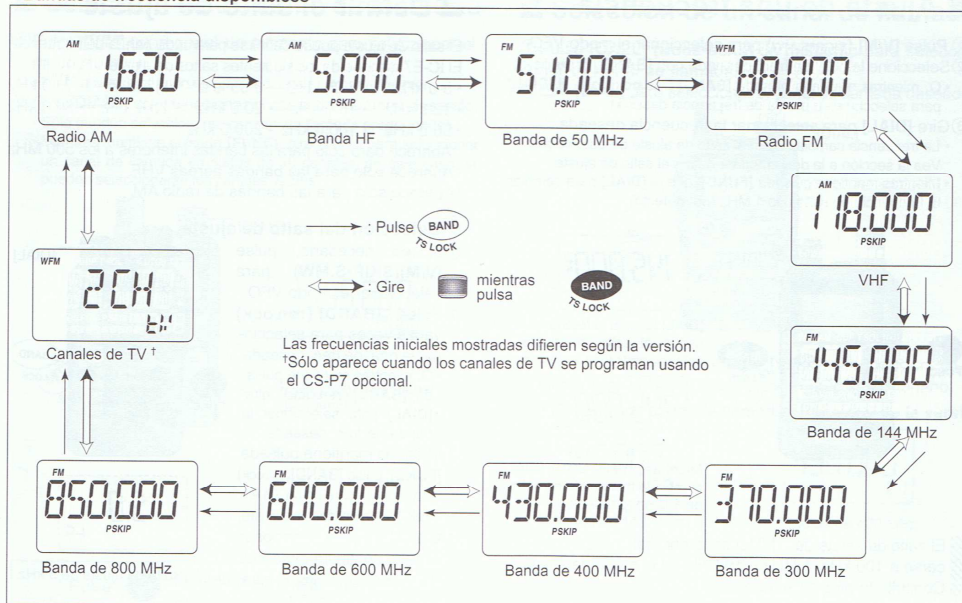 Bandas de frecuencia disponibles
AM
1.620
PSKIP
Radio AM
AM
5.000
PSKIP
Banda HF
FM
51.000
PSKIP
Banda de 50 MHz
WFM
88.000
PSKIP
Radio FM
AM
118.000
PSKIP
VHF
FM
145.000
PSKIP
Banda de 144 MHz
FM
370.000
PSKIP
Banda de 300 MHz
FM
430.000
PSKIP
Banda de 400 MHz
FM
600.000
PSKIP
Banda de 600 MHz
FM
850.000
PSKIP
Banda de 800 MHz
WFM
2CH
tV
Canales de TV †
: Pulse BAND
TS LOCK
: Gire mientras pulsa BAND
TS LOCK
Las frecuencias iniciales mostradas difieren según la versión.
†Sólo aparece cuando los canales de TV se programan usando
el CS-P7 opcional.